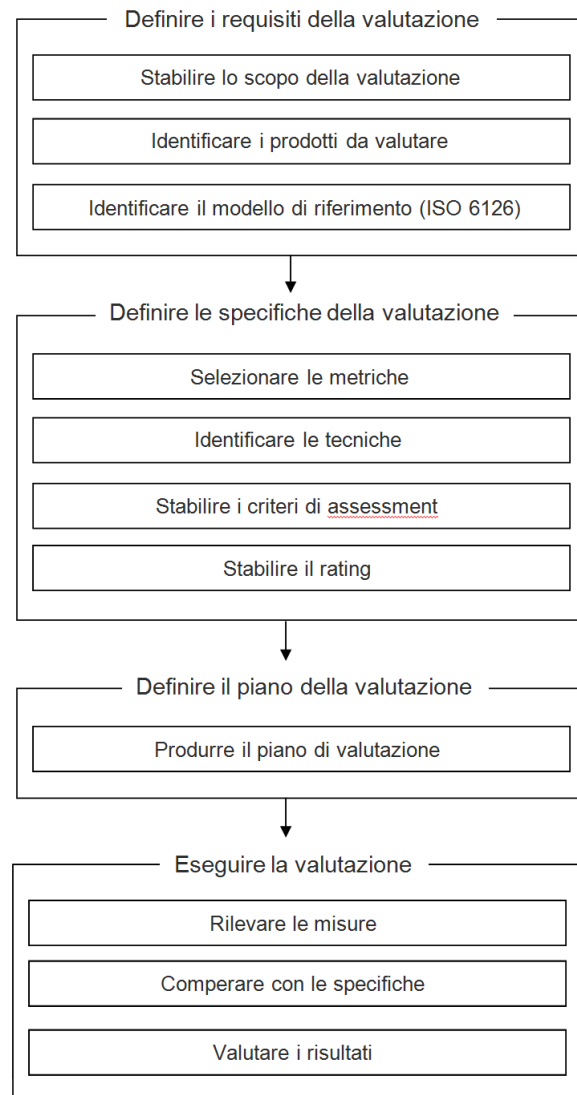 Definire i requisiti della valutazione
Stabilire lo scopo della valutazione
Identificare i prodotti da valutare
Identificare il modello di riferimento (ISO 6126)
Definire le specifiche della valutazione
Selezionare le metriche
Identificare le tecniche
Stabilire i criteri di assessment
Stabilire il rating
Definire il piano della valutazione
Produrre il piano di valutazione
Eseguire la valutazione
Rilevare le misure
Comperare con le specifiche
Valutare i risultati